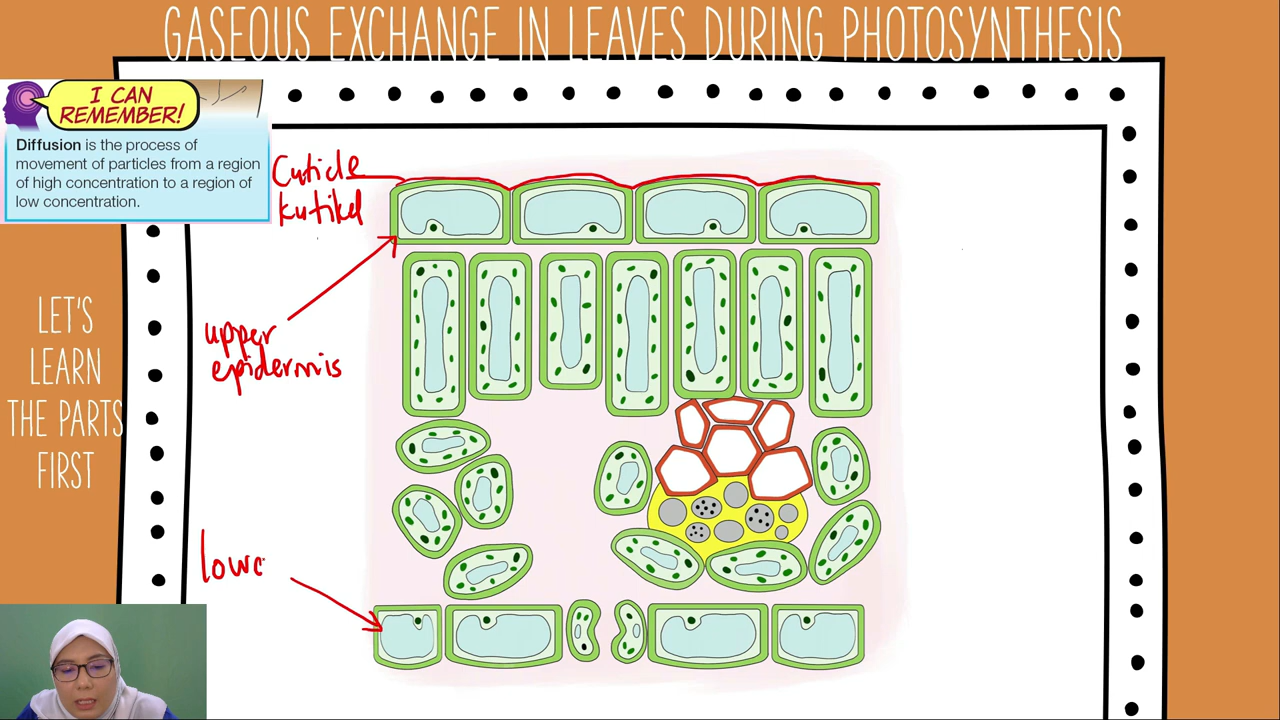 GASEOUS EXCHANGE IN LEAVES DURING PHOTOSYNTHESIS
I CAN
REMEMBER!
Diffusion is the process of
movement of particles from a region
of high concentration to a region of
low concentration.
Cuticle
kutikel
upper
epidermis
LET'S
LEARN
THE PARTS
FIRST
lowe